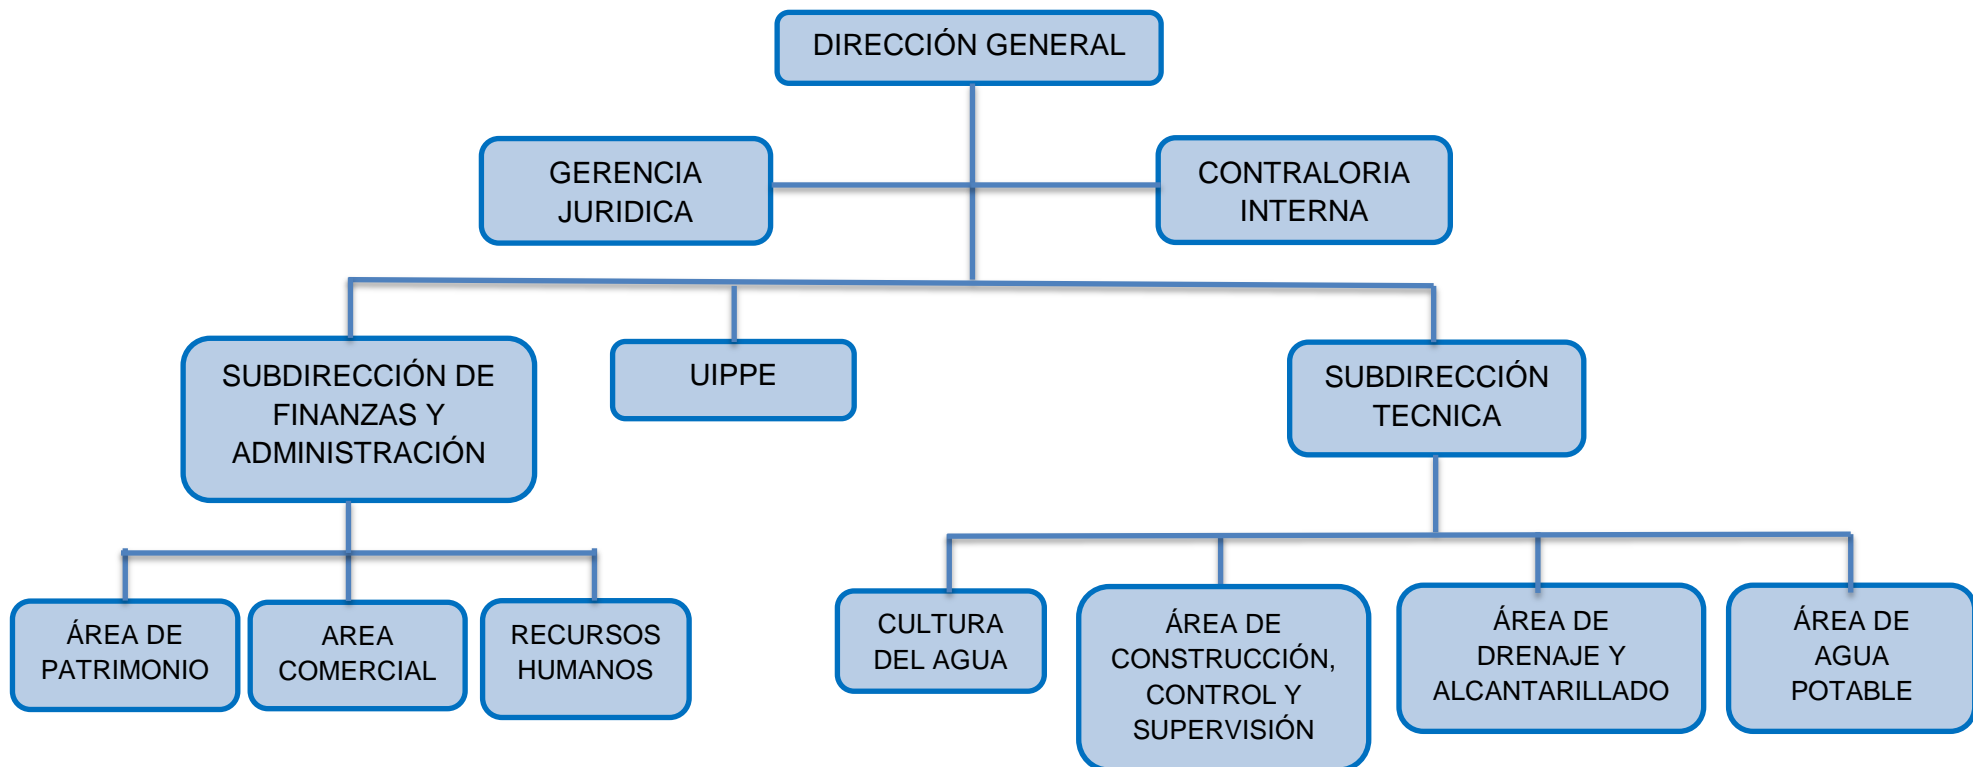 DIRECCIÓN GENERAL
GERENCIA
JURIDICA
CONTRALORIA
INTERNA
SUBDIRECCIÓN DE
FINANZAS Y
ADMINISTRACIÓN
UIPPE
SUBDIRECCIÓN
TECNICA
ÁREA DE
PATRIMONIO
AREA
COMERCIAL
RECURSOS
HUMANOS
CULTURA
DEL AGUA
ÁREA DE
CONSTRUCCIÓN,
CONTROL Y
SUPERVISIÓN
ÁREA DE
DRENAJE Y
ALCANTARILLADO
ÁREA DE
AGUA
POTABLE